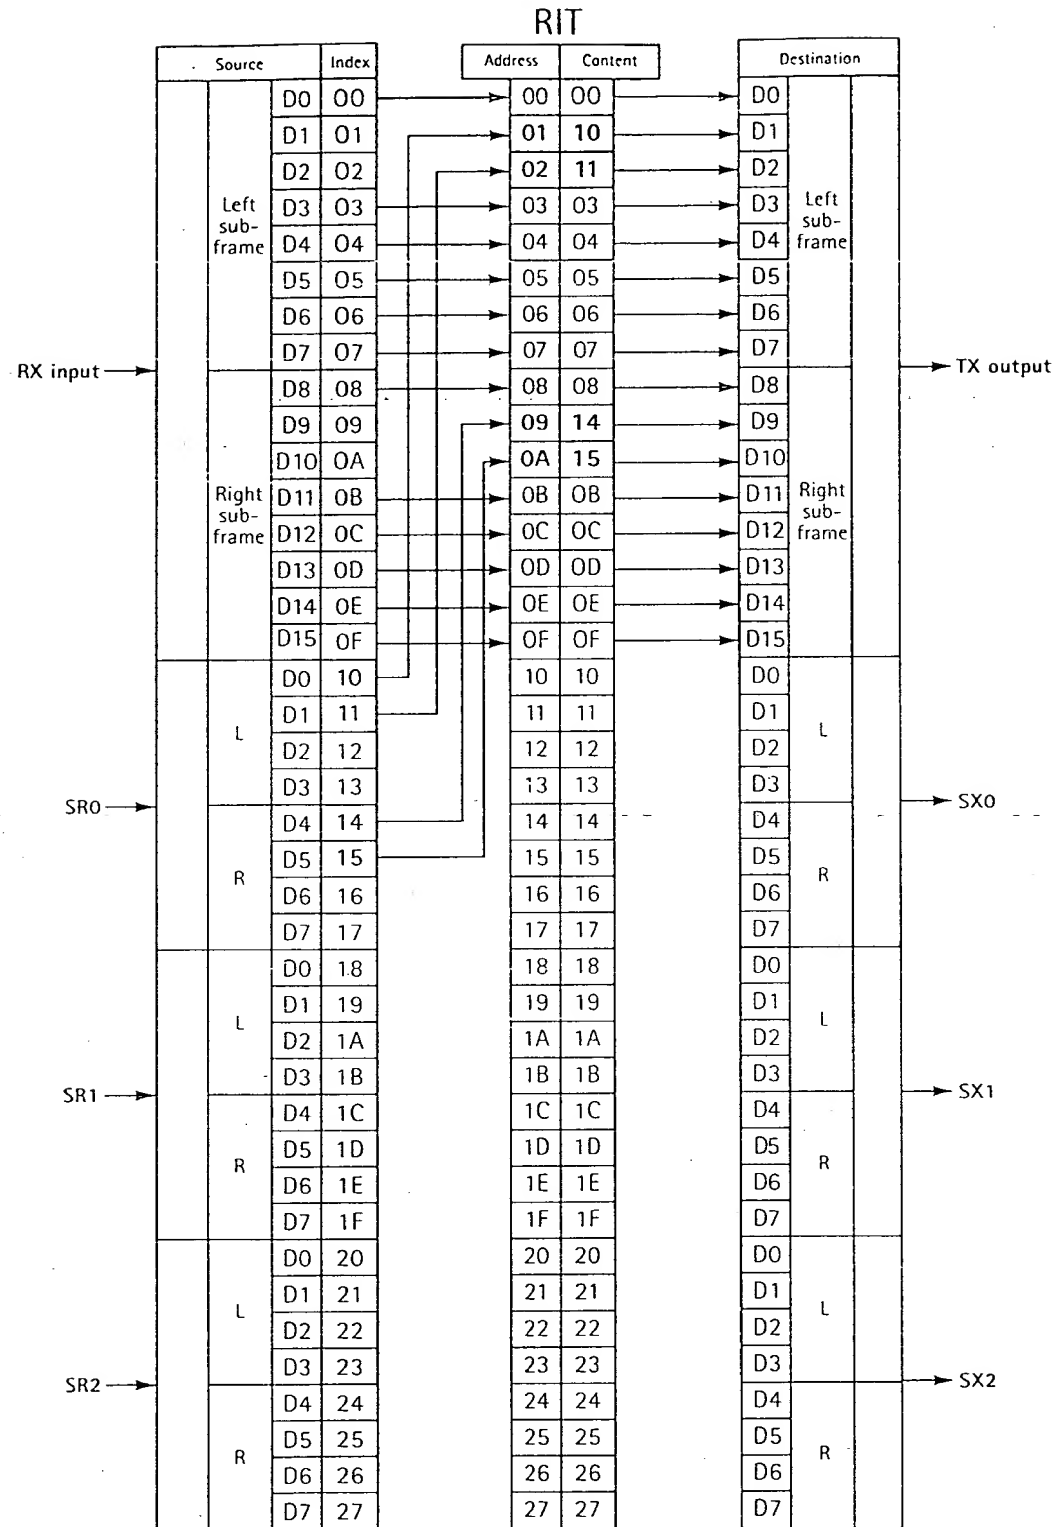 RIT
Source Index Address Content Destination
D0 00 00 00 D0
D1 01 01 10 D1
D2 02 02 11 D2
Left sub-frame D3 03 03 03 D3 Left sub-frame
D4 04 04 04 D4
D5 05 05 05 D5
D6 06 06 06 D6
D7 07 07 07 D7
RX input TX output
D8 08 08 08 D8
D9 09 09 14 D9
D10 0A 0A 15 D10
Right sub-frame D11 0B 0B 0B D11 Right sub-frame
D12 0C 0C 0C D12
D13 0D 0D 0D D13
D14 0E 0E 0E D14
D15 0F 0F 0F D15
D0 10 10 10 D0
D1 11 11 11 D1
L L
D2 12 12 12 D2
D3 13 13 13 D3
SR0 SX0
D4 14 14 14 D4
D5 15 15 15 D5
R R
D6 16 16 16 D6
D7 17 17 17 D7
D0 18 18 18 D0
D1 19 19 19 D1
L L
D2 1A 1A 1A D2
D3 1B 1B 1B D3
SR1 SX1
D4 1C 1C 1C D4
D5 1D 1D 1D D5
R R
D6 1E 1E 1E D6
D7 1F 1F 1F D7
D0 20 20 20 D0
D1 21 21 21 D1
L L
D2 22 22 22 D2
D3 23 23 23 D3
SR2 SX2
D4 24 24 24 D4
D5 25 25 25 D5
R R
D6 26 26 26 D6
D7 27 27 27 D7